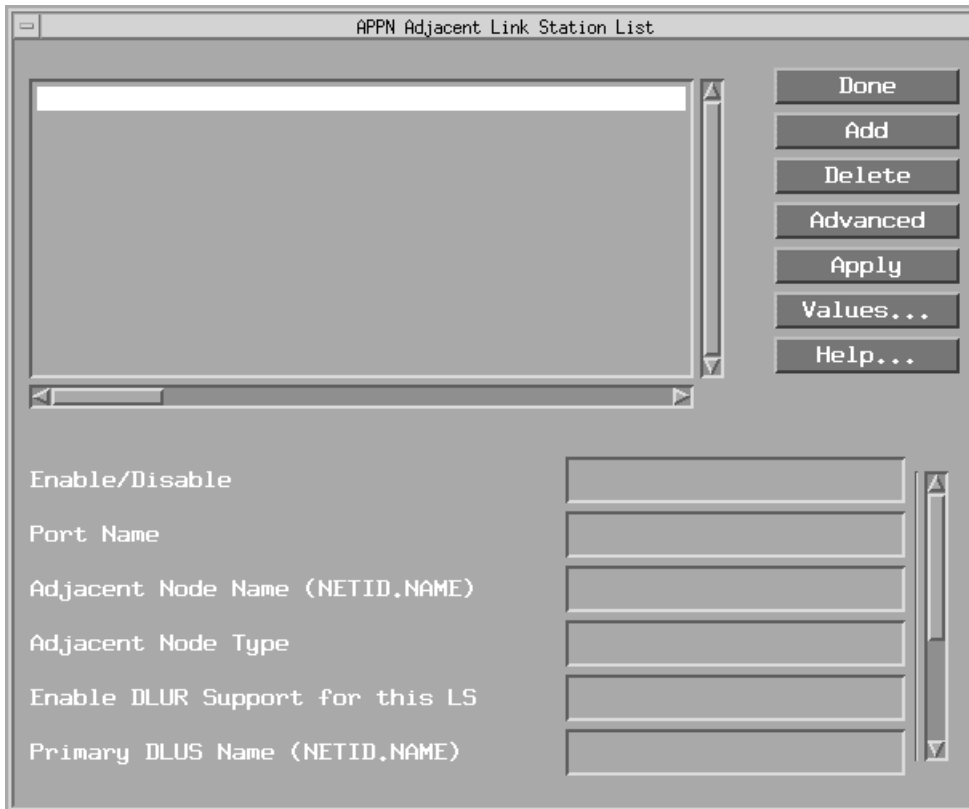 APPN Adjacent Link Station List
Done
Add
Delete
Advanced
Apply
Values...
Help...
Enable/Disable
Port Name
Adjacent Node Name (NETID.NAME)
Adjacent Node Type
Enable DLUR Support for this LS
Primary DLUS Name (NETID.NAME)